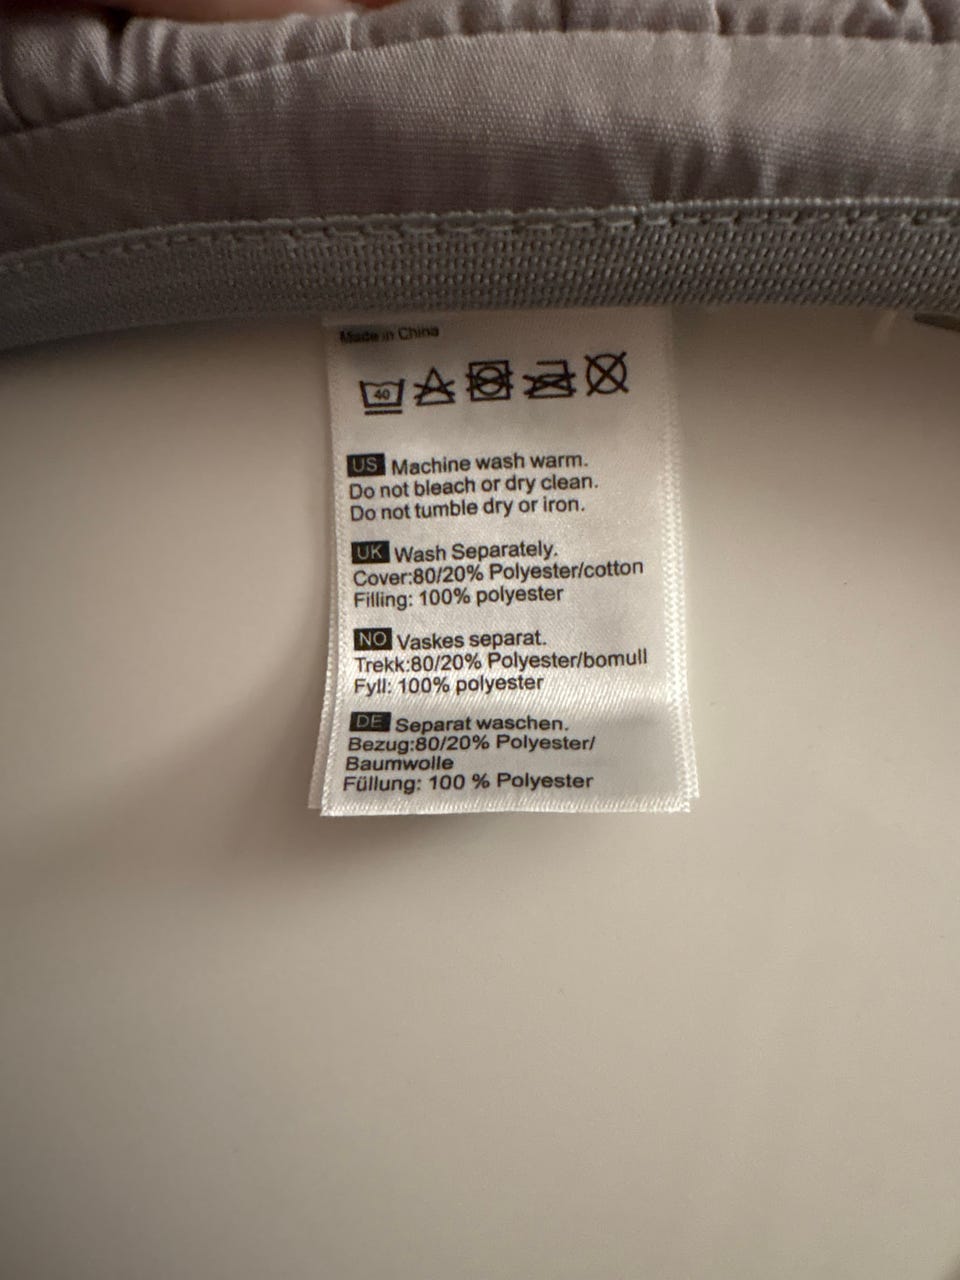 Made in China
40
US Machine wash warm.
Do not bleach or dry clean.
Do not tumble dry or iron.
UK Wash Separately.
Cover:80/20% Polyester/cotton
Filling: 100% polyester
NO Vaskes separat.
Trekk:80/20% Polyester/bomull
Fyll: 100% polyester
DE Separat waschen.
Bezug:80/20% Polyester/
Baumwolle
Füllung: 100 % Polyester